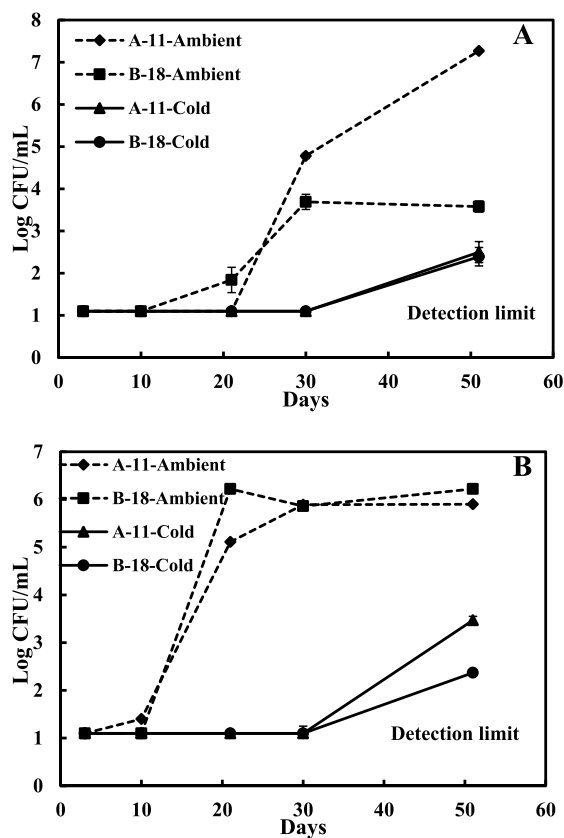 A
A-11-Ambient
B-18-Ambient
A-11-Cold
B-18-Cold
Log CFU/mL
8
7
6
5
4
3
2
1
0
Detection limit
0 10 20 30 40 50 60
Days
B
A-11-Ambient
B-18-Ambient
A-11-Cold
B-18-Cold
Log CFU/mL
7
6
5
4
3
2
1
0
Detection limit
0 10 20 30 40 50 60
Days